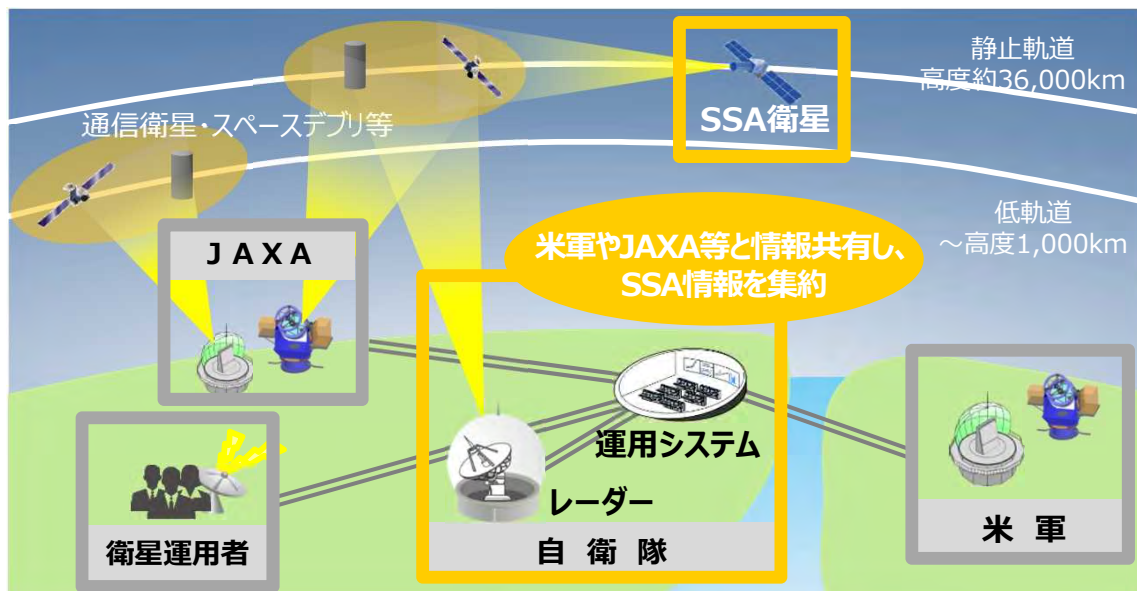 静止軌道
高度約36,000km
SSA衛星
通信衛星･スペースデブリ等
低軌道
～高度1,000km
ＪＡＸＡ
米軍やJAXA等と情報共有し、
SSA情報を集約
運用システム
レーダー
自 衛 隊
衛星運用者
米 軍